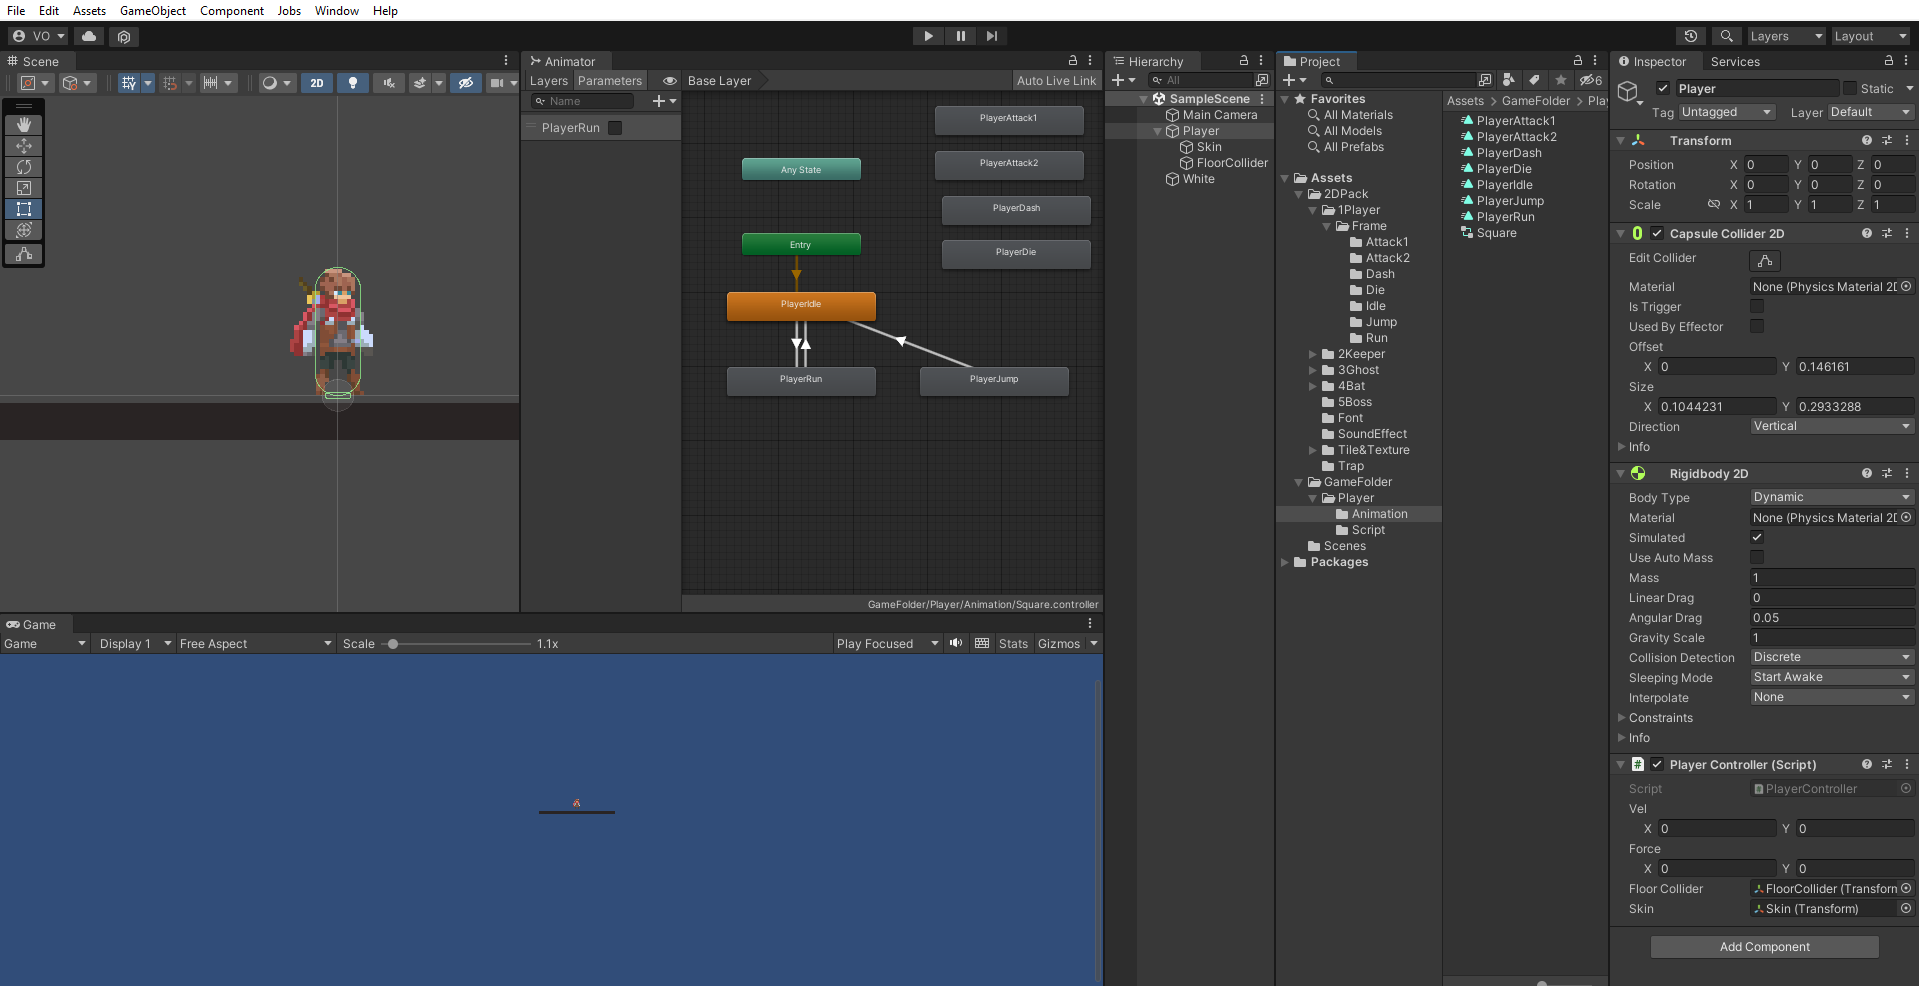 File Edit Assets GameObject Component Jobs Window Help
VO Layers Layout
Scene
2D
Animator
Layers Parameters Base Layer Auto Live Link
Name
PlayerRun
PlayerAttack1
PlayerAttack2
Any State
PlayerDash
Entry
PlayerDie
PlayerIdle
PlayerRun PlayerJump
GameFolder/Player/Animation/Square.controller
Game
Game Display 1 Free Aspect Scale 1.1x Play Focused Stats Gizmos
Hierarchy
All
SampleScene
Main Camera
Player
Skin
FloorCollider
White
Project
6
Favorites
All Materials
All Models
All Prefabs
Assets
2DPack
1Player
Frame
Attack1
Attack2
Dash
Die
Idle
Jump
Run
2Keeper
3Ghost
4Bat
5Boss
Font
SoundEffect
Tile&Texture
Trap
GameFolder
Player
Animation
Script
Scenes
Packages
Assets > GameFolder > Play
PlayerAttack1
PlayerAttack2
PlayerDash
PlayerDie
PlayerIdle
PlayerJump
PlayerRun
Square
Inspector Services
Player Static
Tag Untagged Layer Default
Transform
Position X 0 Y 0 Z 0
Rotation X 0 Y 0 Z 0
Scale X 1 Y 1 Z 1
Capsule Collider 2D
Edit Collider
Material None (Physics Material 2D
Is Trigger
Used By Effector
Offset
X 0 Y 0.146161
Size
X 0.1044231 Y 0.2933288
Direction Vertical
Info
Rigidbody 2D
Body Type Dynamic
Material None (Physics Material 2D
Simulated
Use Auto Mass
Mass 1
Linear Drag 0
Angular Drag 0.05
Gravity Scale 1
Collision Detection Discrete
Sleeping Mode Start Awake
Interpolate None
Constraints
Info
Player Controller (Script)
Script PlayerController
Vel
X 0 Y 0
Force
X 0 Y 0
Floor Collider FloorCollider (Transform
Skin Skin (Transform)
Add Component